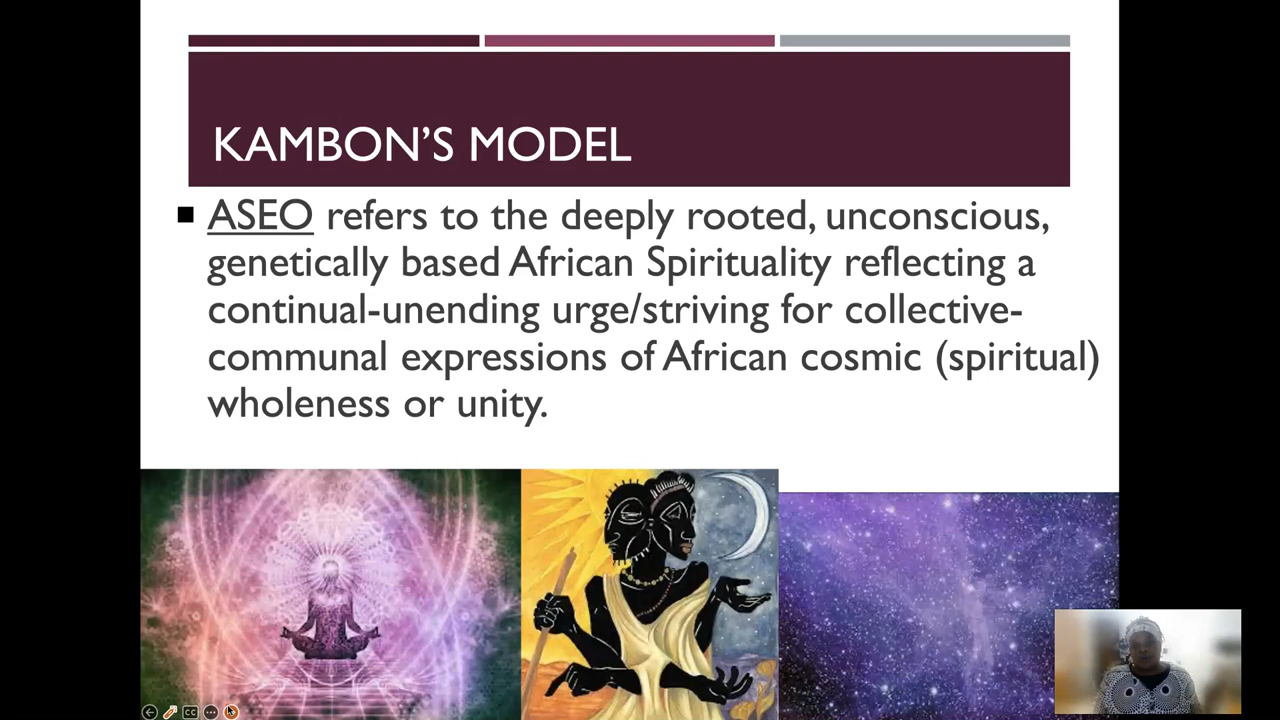 KAMBON'S MODEL
▪ ASEO refers to the deeply rooted, unconscious,
genetically based African Spirituality reflecting a
continual-unending urge/striving for collective-
communal expressions of African cosmic (spiritual)
wholeness or unity.
CC